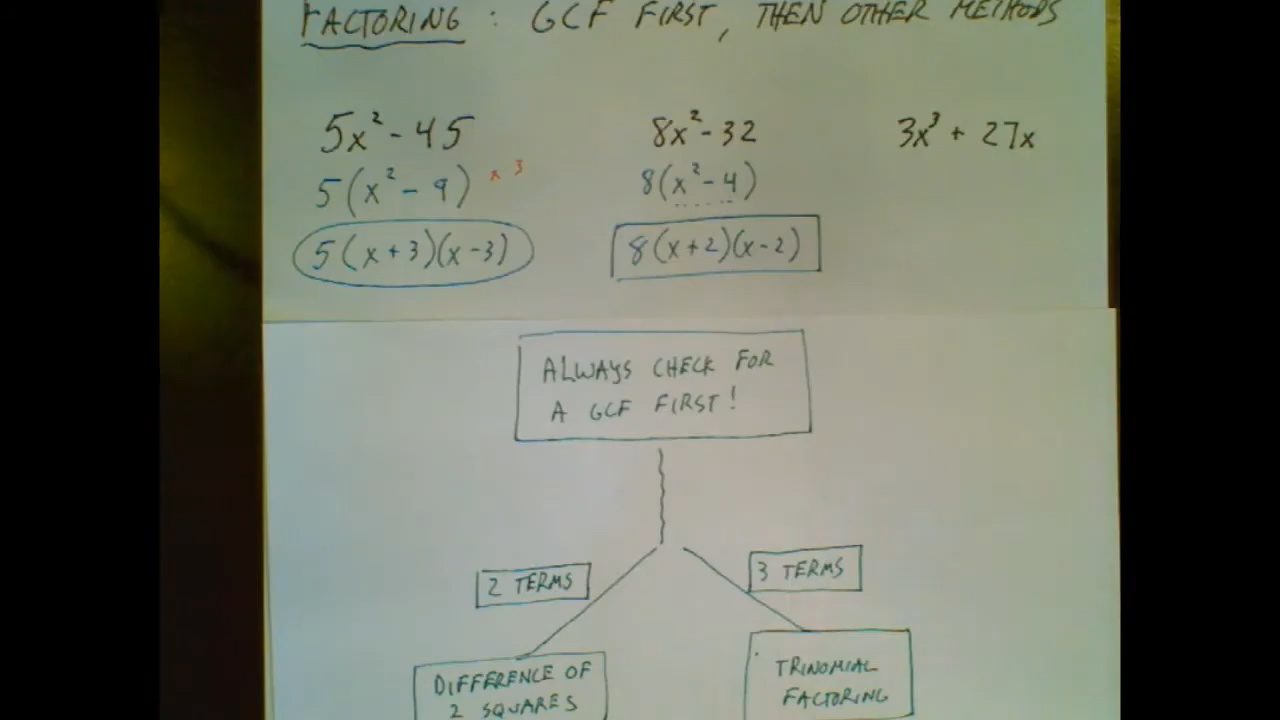 FACTORING : GCF FIRST, THEN OTHER METHODS
5x² - 45
5(x² - 9) x 3
5(x + 3)(x - 3)
8x² - 32
8(x² - 4)
8(x + 2)(x - 2)
3x³ + 27x
ALWAYS CHECK FOR
A GCF FIRST!
2 TERMS
3 TERMS
DIFFERENCE OF
2 SQUARES
TRINOMIAL
FACTORING